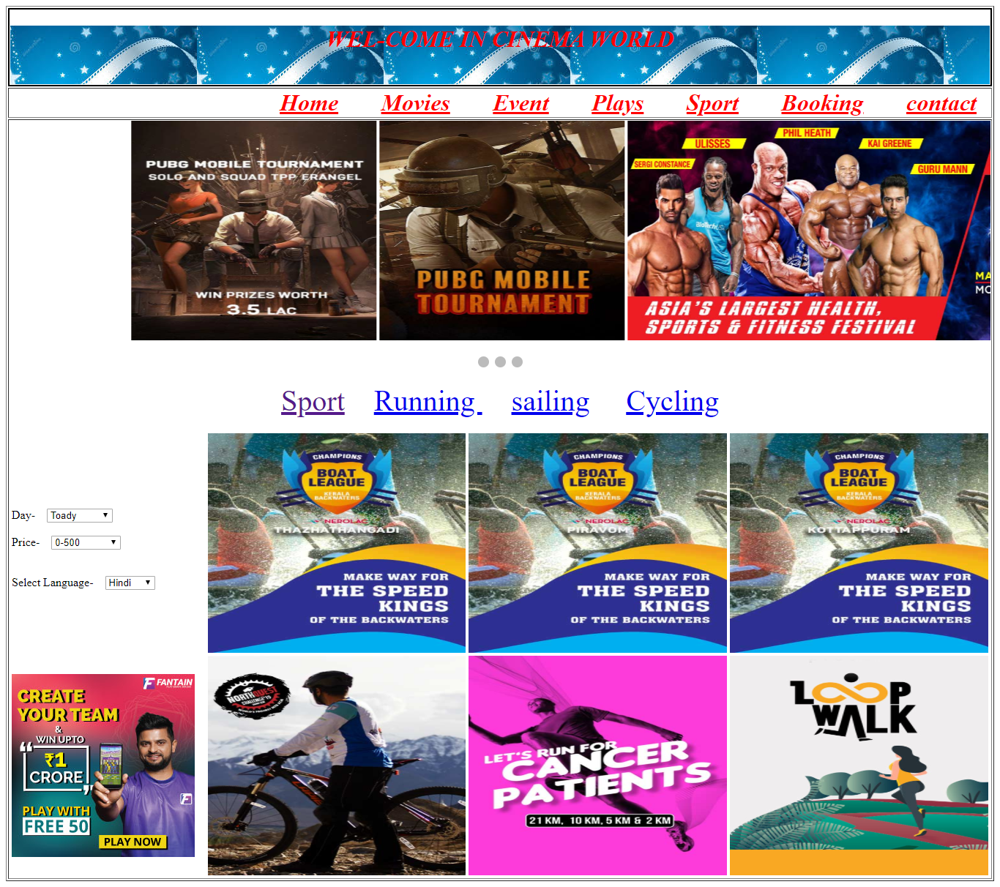 WEL-COME IN CINEMA WORLD
Home Movies Event Plays Sport Booking contact
PUBG MOBILE TOURNAMENT
SOLO AND SQUAD TPP ERANGEL
WIN PRIZES WORTH
3.5 LAC
PUBG MOBILE
TOURNAMENT
SERGI CONSTANCE
ULISSES
PHIL HEATH
KAI GREENE
GURU MANN
BioTechUSA
MA
MO
ASIA'S LARGEST HEALTH,
SPORTS & FITNESS FESTIVAL
Sport Running sailing Cycling
Day- Toady
Price- 0-500
Select Language- Hindi
CHAMPIONS
BOAT
LEAGUE
KERALA
BACKWATERS
NEROLAC
THAZHATHANGADI
MAKE WAY FOR
THE SPEED
KINGS
OF THE BACKWATERS
CHAMPIONS
BOAT
LEAGUE
KERALA
BACKWATERS
NEROLAC
PIRAVOM
MAKE WAY FOR
THE SPEED
KINGS
OF THE BACKWATERS
CHAMPIONS
BOAT
LEAGUE
KERALA
BACKWATERS
NEROLAC
KOTTAPPURAM
MAKE WAY FOR
THE SPEED
KINGS
OF THE BACKWATERS
FANTAIN
CREATE
YOUR TEAM
&
WIN UPTO
“₹1
CRORE”
PLAY WITH
FREE 50
PLAY NOW
NORTHQUEST
CHALLENGE'19
LET'S RUN FOR
CANCER
PATIENTS
21 KM, 10 KM, 5 KM & 2 KM
LOOP
WALK